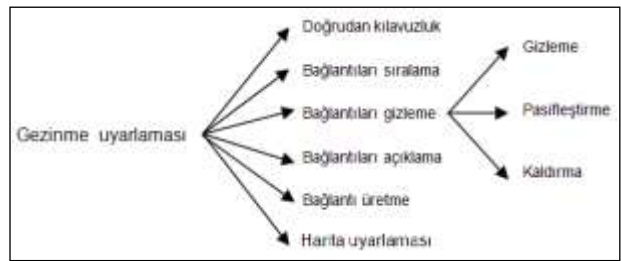 Gezinme uyarlaması
Doğrudan kılavuzluk
Bağlantıları sıralama
Bağlantıları gizleme
Bağlantıları açıklama
Bağlantı üretme
Harita uyarlaması
Gizleme
Pasifleştirme
Kaldırma